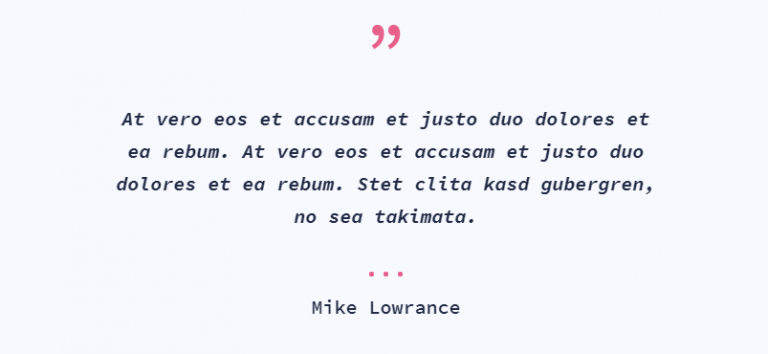 ”
At vero eos et accusam et justo duo dolores et
ea rebum. At vero eos et accusam et justo duo
dolores et ea rebum. Stet clita kasd gubergren,
no sea takimata.
...
Mike Lowrance